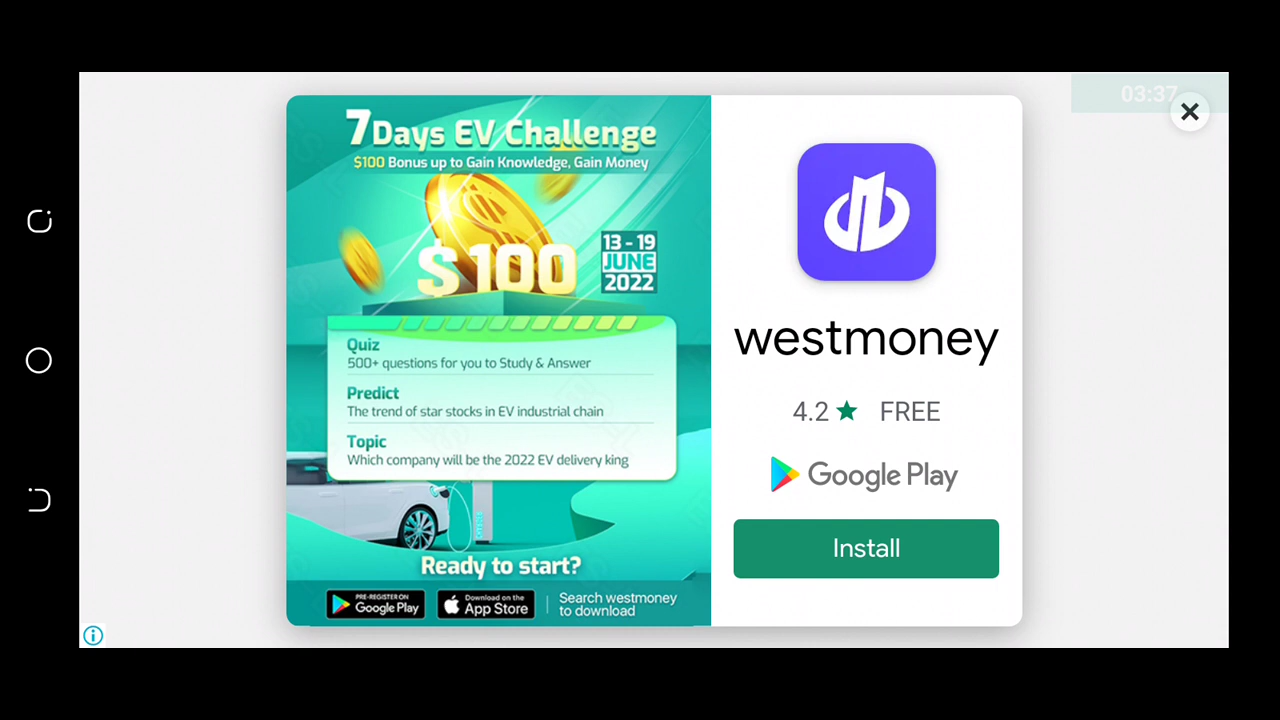 03:37
7Days EV Challenge
$100 Bonus up to Gain Knowledge, Gain Money
$100
13 - 19
JUNE
2022
Quiz
500+ questions for you to Study & Answer
Predict
The trend of star stocks in EV industrial chain
Topic
Which company will be the 2022 EV delivery king
Ready to start?
PRE-REGISTER ON
Google Play
Download on the
App Store
Search westmoney
to download
westmoney
4.2 ★ FREE
Google Play
Install